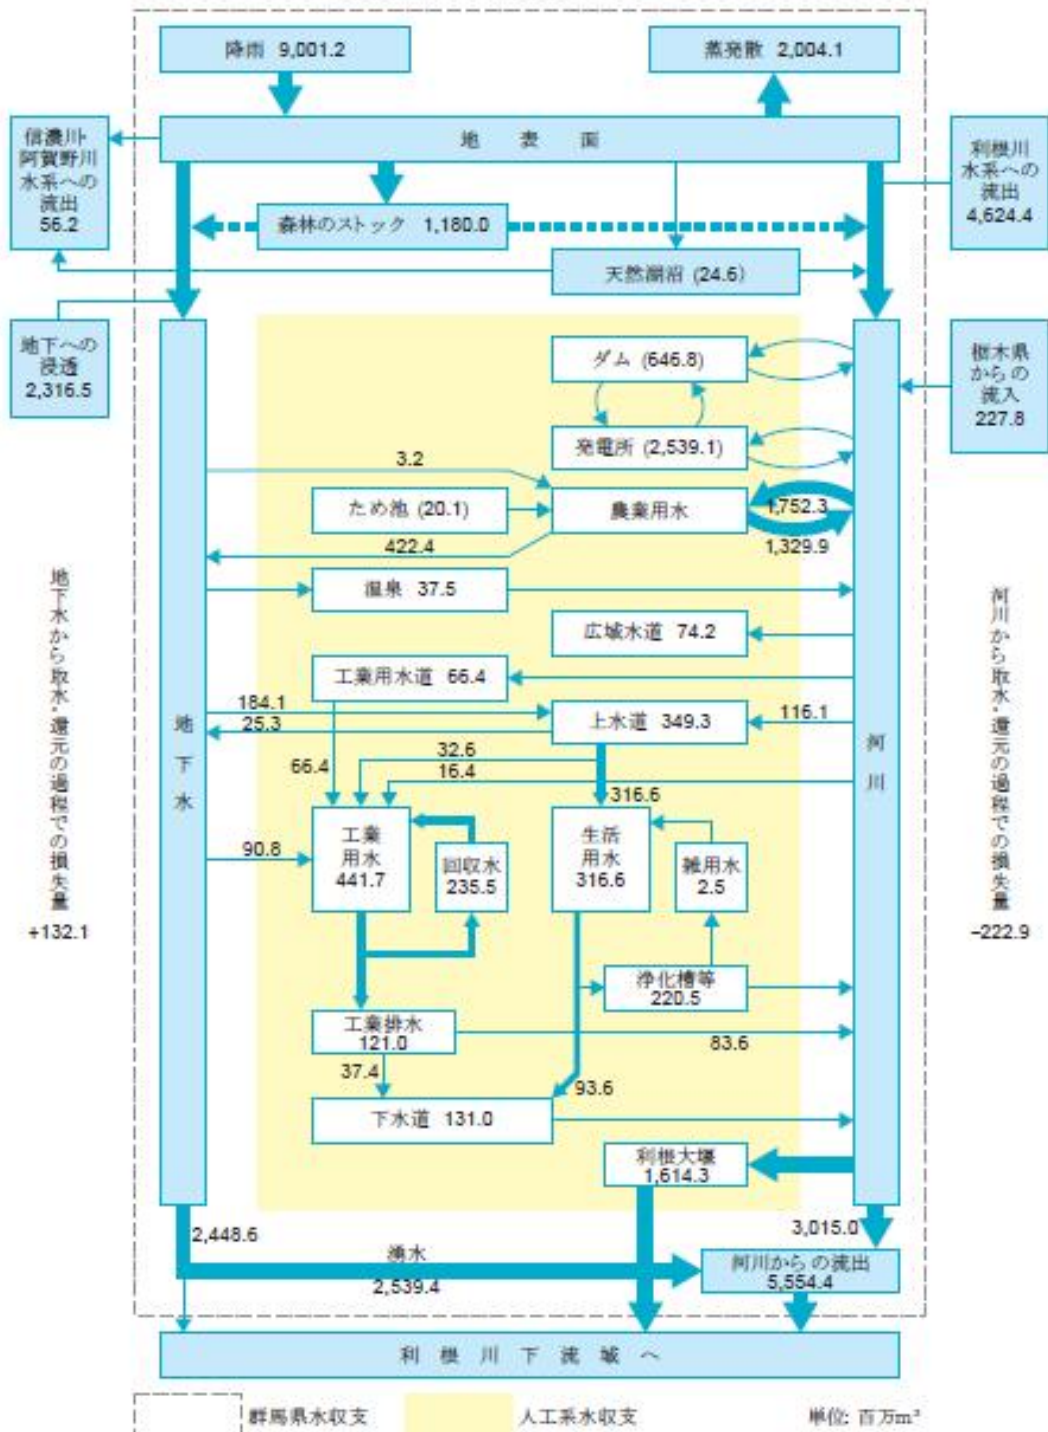 降雨 9,001.2
蒸発散 2,004.1
地表面
信濃川・
阿賀野川
水系への
流出
56.2
利根川
水系への
流出
4,624.4
森林のストック 1,180.0
天然湖沼 (24.6)
地下への
浸透
2,316.5
栃木県
からの
流入
227.8
ダム (646.8)
発電所 (2,539.1)
3.2
ため池 (20.1)
農業用水
1,752.3
1,329.9
422.4
温泉 37.5
広域水道 74.2
工業用水道 66.4
184.1
25.3
上水道 349.3
116.1
32.6
16.4
66.4
316.6
地下水
河川
地下水から取水・還元の過程での損失量
+132.1
河川から取水・還元の過程での損失量
-222.9
90.8
工業
用水
441.7
回収水
235.5
生活
用水
316.6
雑用水
2.5
浄化槽等
220.5
工業排水
121.0
83.6
37.4
93.6
下水道 131.0
利根大堰
1,614.3
2,448.6
湧水
2,539.4
3,015.0
河川からの流出
5,554.4
利根川下流域へ
群馬県水収支
人工系水収支
単位: 百万m³